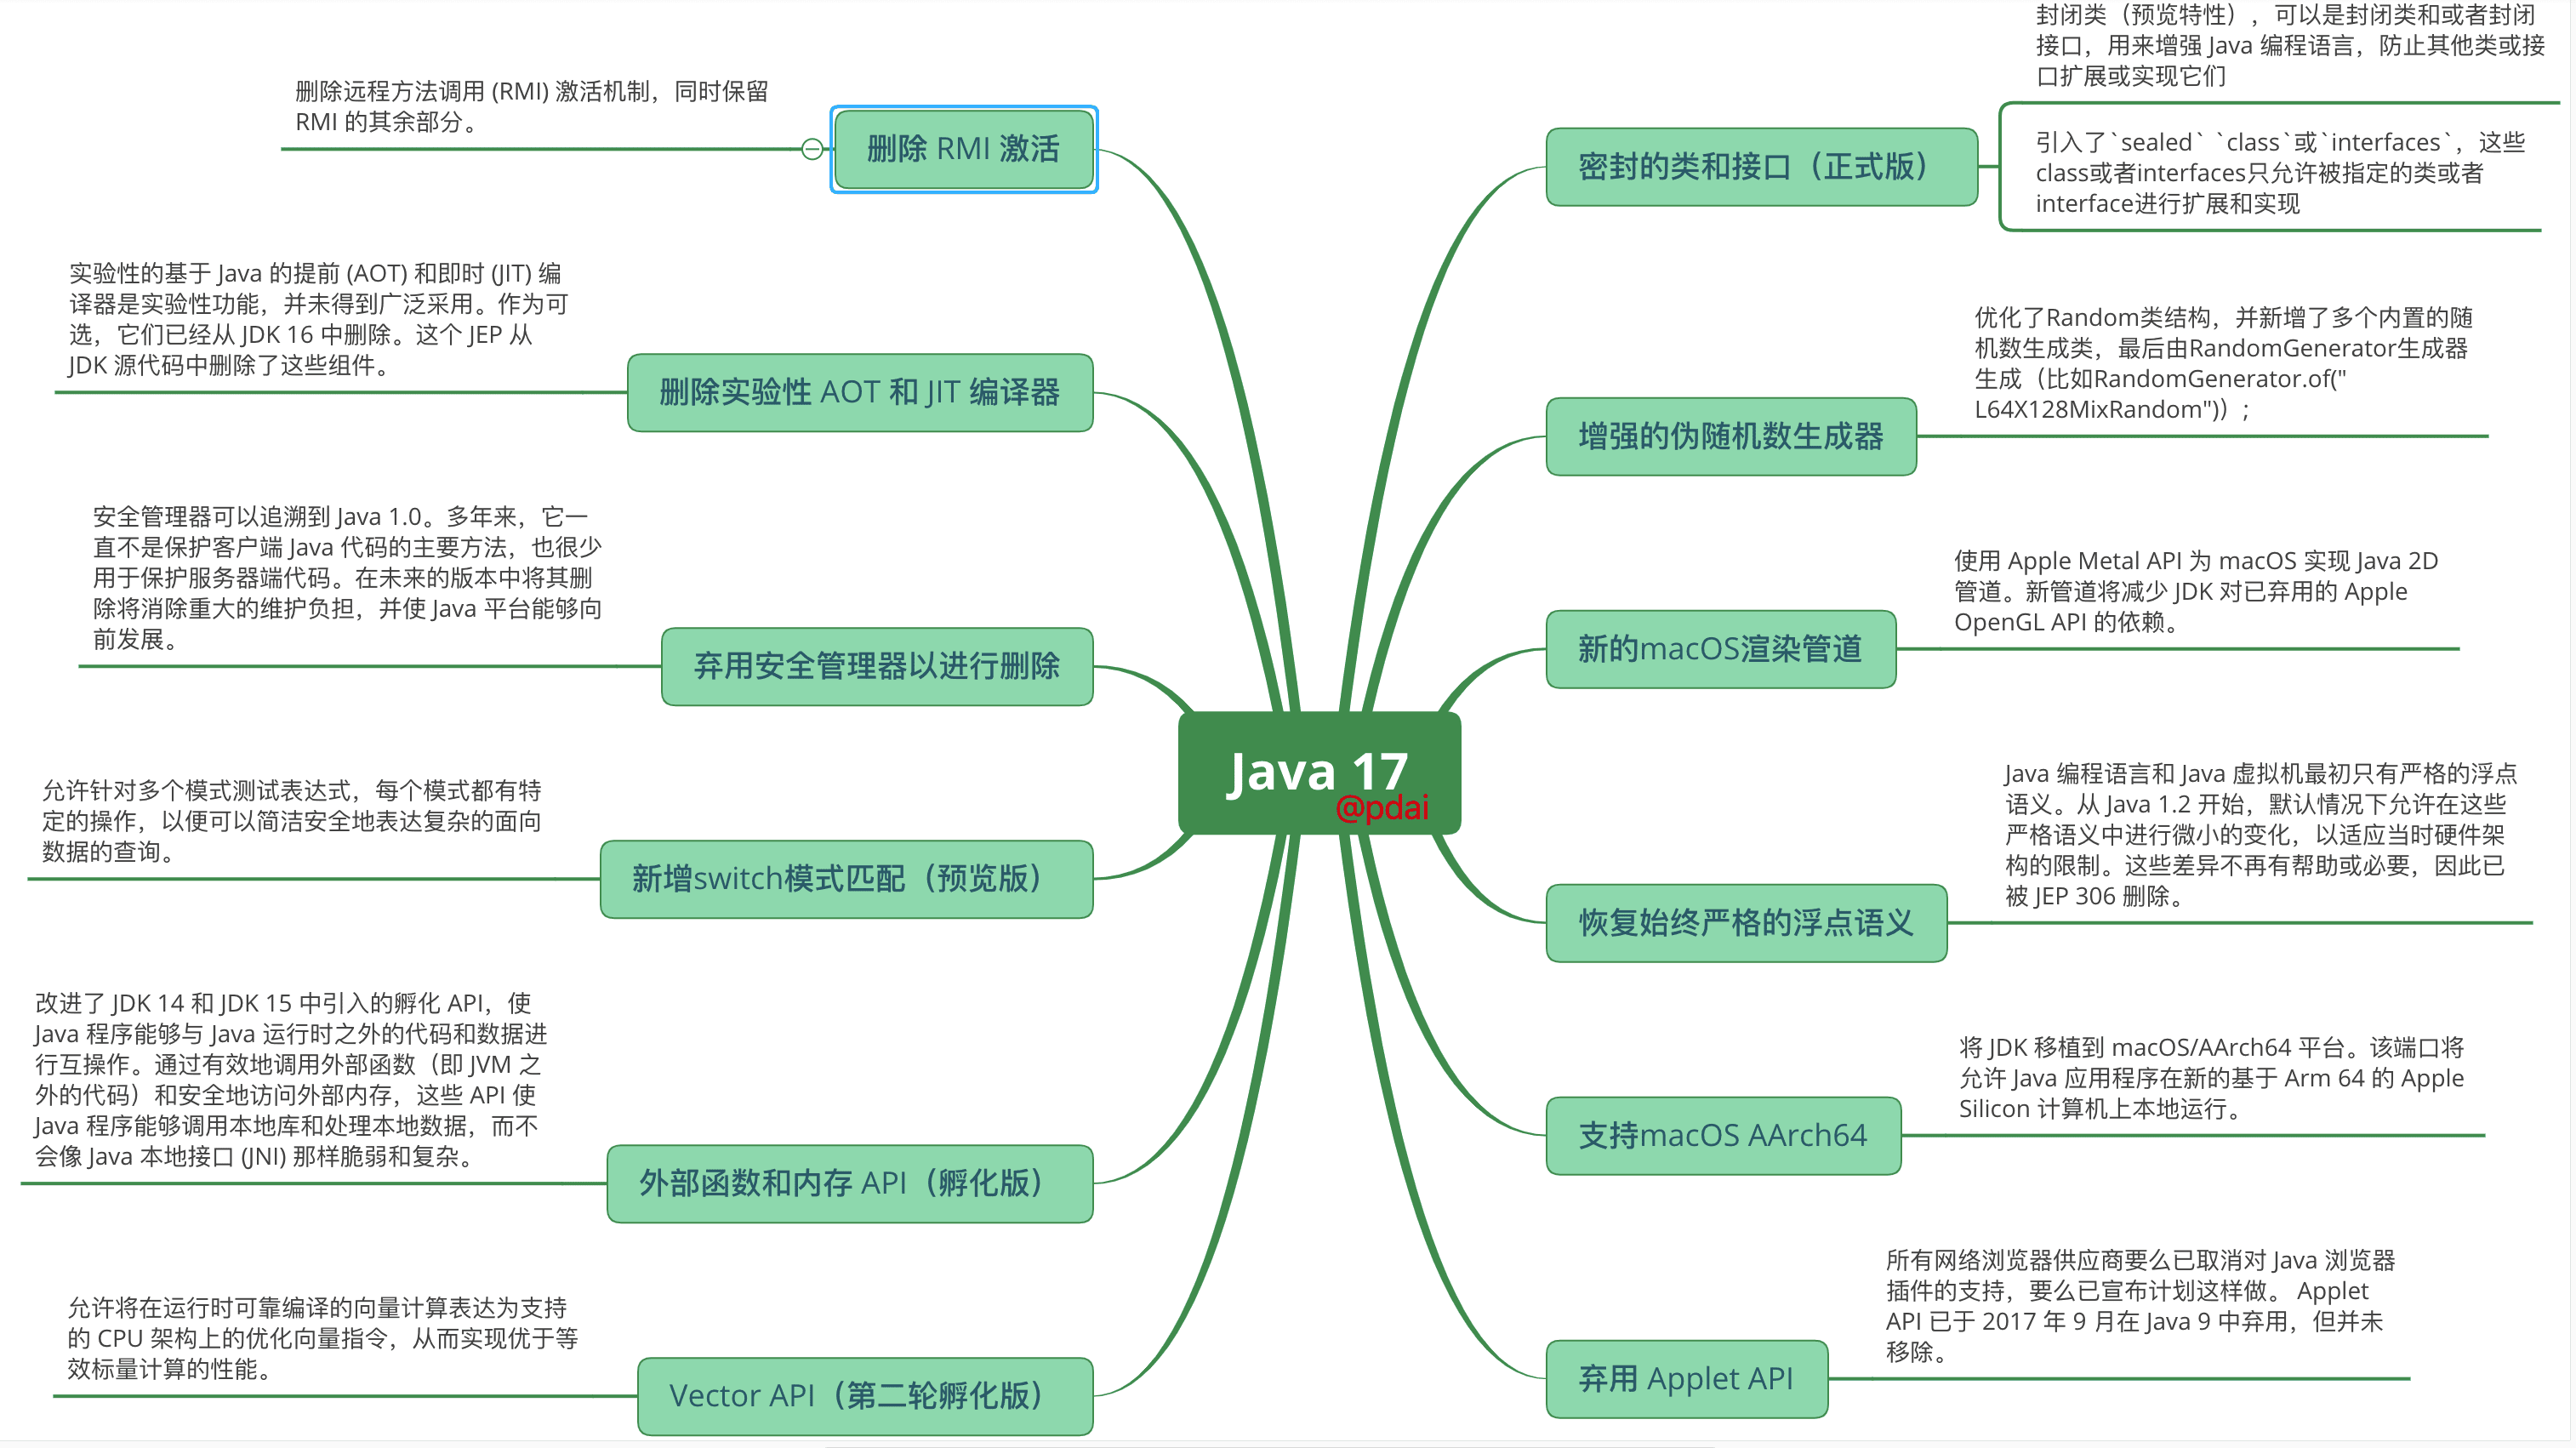 Java 17
@pdai
删除远程方法调用 (RMI) 激活机制，同时保留
RMI 的其余部分。
删除 RMI 激活
实验性的基于 Java 的提前 (AOT) 和即时 (JIT) 编
译器是实验性功能，并未得到广泛采用。作为可
选，它们已经从 JDK 16 中删除。这个 JEP 从
JDK 源代码中删除了这些组件。
删除实验性 AOT 和 JIT 编译器
安全管理器可以追溯到 Java 1.0。多年来，它一
直不是保护客户端 Java 代码的主要方法，也很少
用于保护服务器端代码。在未来的版本中将其删
除将消除重大的维护负担，并使 Java 平台能够向
前发展。
弃用安全管理器以进行删除
允许针对多个模式测试表达式，每个模式都有特
定的操作，以便可以简洁安全地表达复杂的面向
数据的查询。
新增switch模式匹配（预览版）
改进了 JDK 14 和 JDK 15 中引入的孵化 API，使
Java 程序能够与 Java 运行时之外的代码和数据进
行互操作。通过有效地调用外部函数（即 JVM 之
外的代码）和安全地访问外部内存，这些 API 使
Java 程序能够调用本地库和处理本地数据，而不
会像 Java 本地接口 (JNI) 那样脆弱和复杂。
外部函数和内存 API（孵化版）
允许将在运行时可靠编译的向量计算表达为支持
的 CPU 架构上的优化向量指令，从而实现优于等
效标量计算的性能。
Vector API（第二轮孵化版）
密封的类和接口（正式版）
封闭类（预览特性），可以是封闭类和或者封闭
接口，用来增强 Java 编程语言，防止其他类或接
口扩展或实现它们
引入了`sealed` `class`或`interfaces`，这些
class或者interfaces只允许被指定的类或者
interface进行扩展和实现
增强的伪随机数生成器
优化了Random类结构，并新增了多个内置的随
机数生成类，最后由RandomGenerator生成器
生成（比如RandomGenerator.of("
L64X128MixRandom")）;
新的macOS渲染管道
使用 Apple Metal API 为 macOS 实现 Java 2D
管道。新管道将减少 JDK 对已弃用的 Apple
OpenGL API 的依赖。
恢复始终严格的浮点语义
Java 编程语言和 Java 虚拟机最初只有严格的浮点
语义。从 Java 1.2 开始，默认情况下允许在这些
严格语义中进行微小的变化，以适应当时硬件架
构的限制。这些差异不再有帮助或必要，因此已
被 JEP 306 删除。
支持macOS AArch64
将 JDK 移植到 macOS/AArch64 平台。该端口将
允许 Java 应用程序在新的基于 Arm 64 的 Apple
Silicon 计算机上本地运行。
弃用 Applet API
所有网络浏览器供应商要么已取消对 Java 浏览器
插件的支持，要么已宣布计划这样做。 Applet
API 已于 2017 年 9 月在 Java 9 中弃用，但并未
移除。